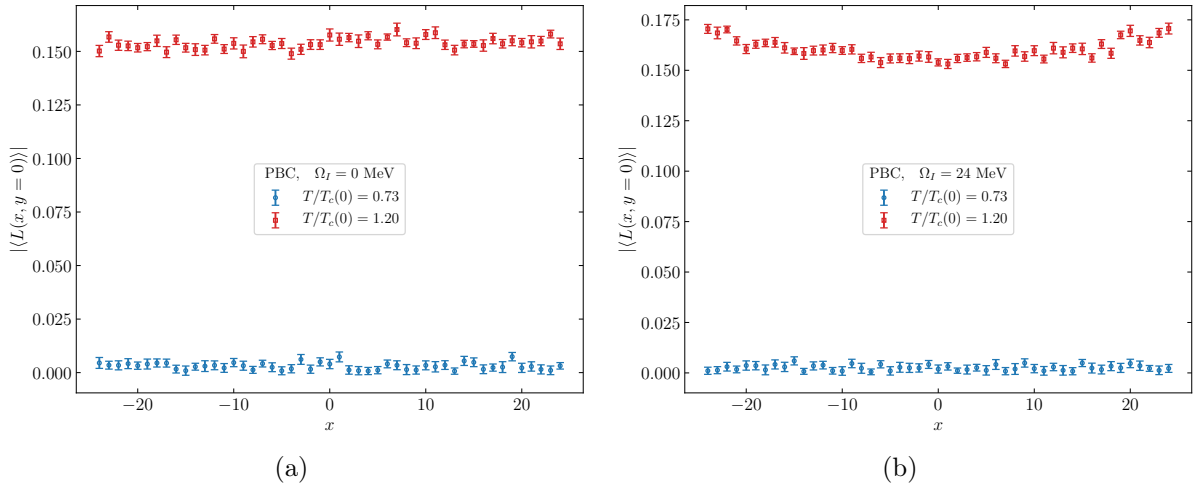 0.150
0.125
0.100
0.075
0.050
0.025
0.000
|⟨L(x, y = 0)⟩|
PBC, Ω_I = 0 MeV
T/T_c(0) = 0.73
T/T_c(0) = 1.20
−20 −10 0 10 20
x
(a)
0.175
0.150
0.125
0.100
0.075
0.050
0.025
0.000
|⟨L(x, y = 0)⟩|
PBC, Ω_I = 24 MeV
T/T_c(0) = 0.73
T/T_c(0) = 1.20
−20 −10 0 10 20
x
(b)